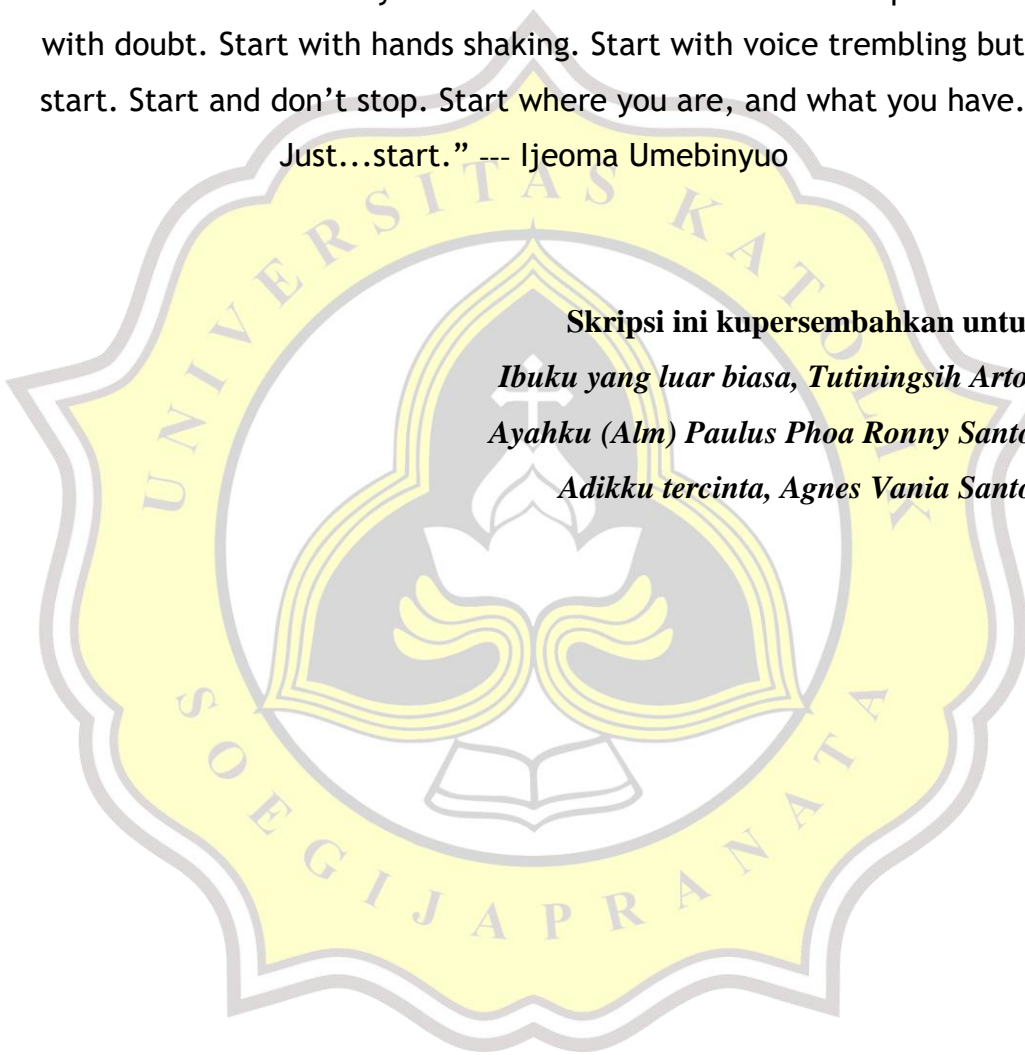 with doubt. Start with hands shaking. Start with voice trembling but
start. Start and don’t stop. Start where you are, and what you have.
Just...start.” --- Ijeoma Umebinyuo
UNIVERSITAS KATOLIK
Skripsi ini kupersembahkan untu
Ibuku yang luar biasa, Tutiningsih Arto
Ayahku (Alm) Paulus Phoa Ronny Santo
Adikku tercinta, Agnes Vania Santo
SOEGIJAPRANATA